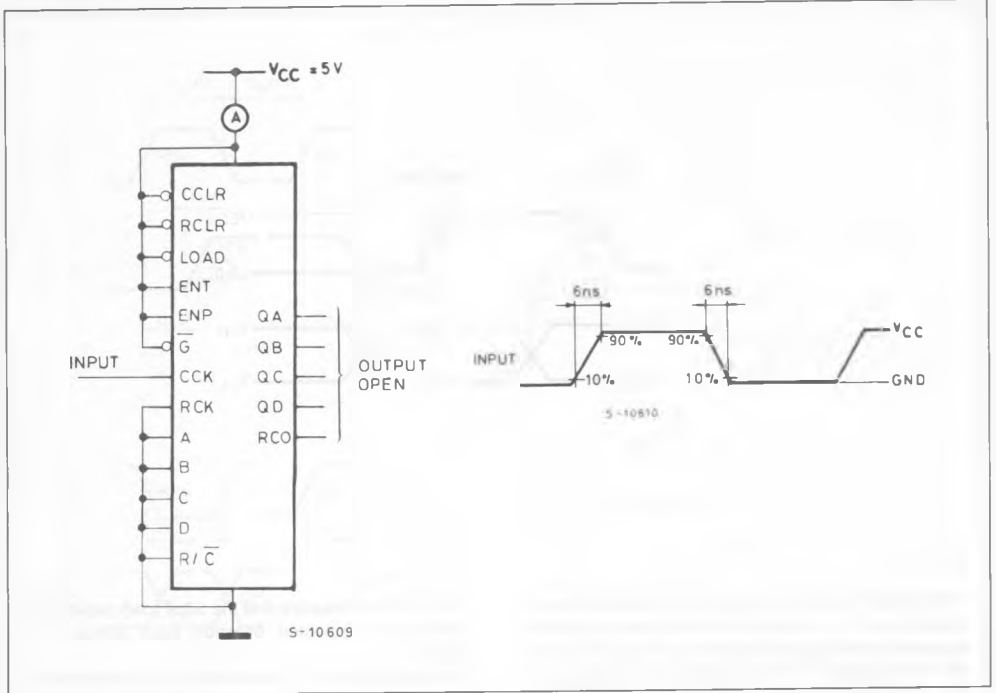 VCC = 5V
A
CCLR
RCLR
LOAD
ENT
ENP
G̅
INPUT
CCK
RCK
A
B
C
D
R/C̅
QA
QB
QC
QD
RCO
OUTPUT
OPEN
S-10609
6ns
6ns
INPUT
90%
90%
10%
10%
VCC
GND
S-10610